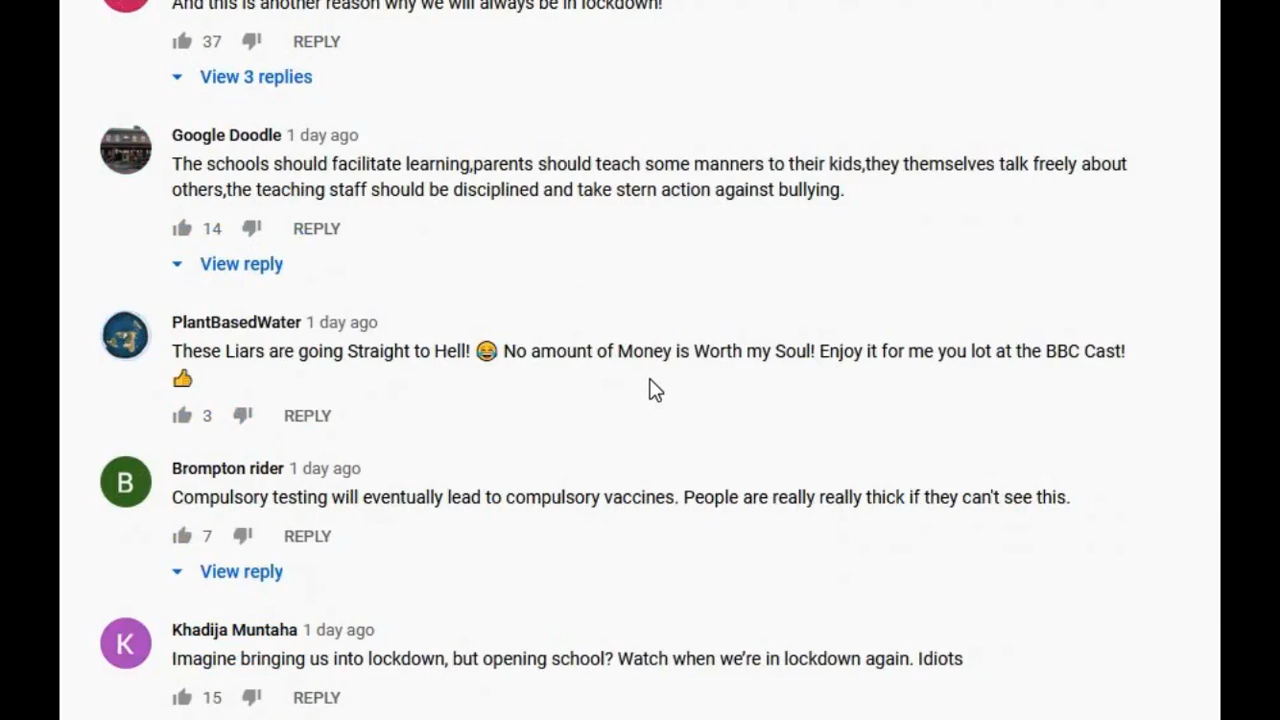 And this is another reason why we will always be in lockdown!
37 REPLY
View 3 replies
Google Doodle 1 day ago
The schools should facilitate learning,parents should teach some manners to their kids,they themselves talk freely about
others,the teaching staff should be disciplined and take stern action against bullying.
14 REPLY
View reply
PlantBasedWater 1 day ago
These Liars are going Straight to Hell! 😂 No amount of Money is Worth my Soul! Enjoy it for me you lot at the BBC Cast!
👍
3 REPLY
Brompton rider 1 day ago
B
Compulsory testing will eventually lead to compulsory vaccines. People are really really thick if they can't see this.
7 REPLY
View reply
Khadija Muntaha 1 day ago
K
Imagine bringing us into lockdown, but opening school? Watch when we’re in lockdown again. Idiots
15 REPLY